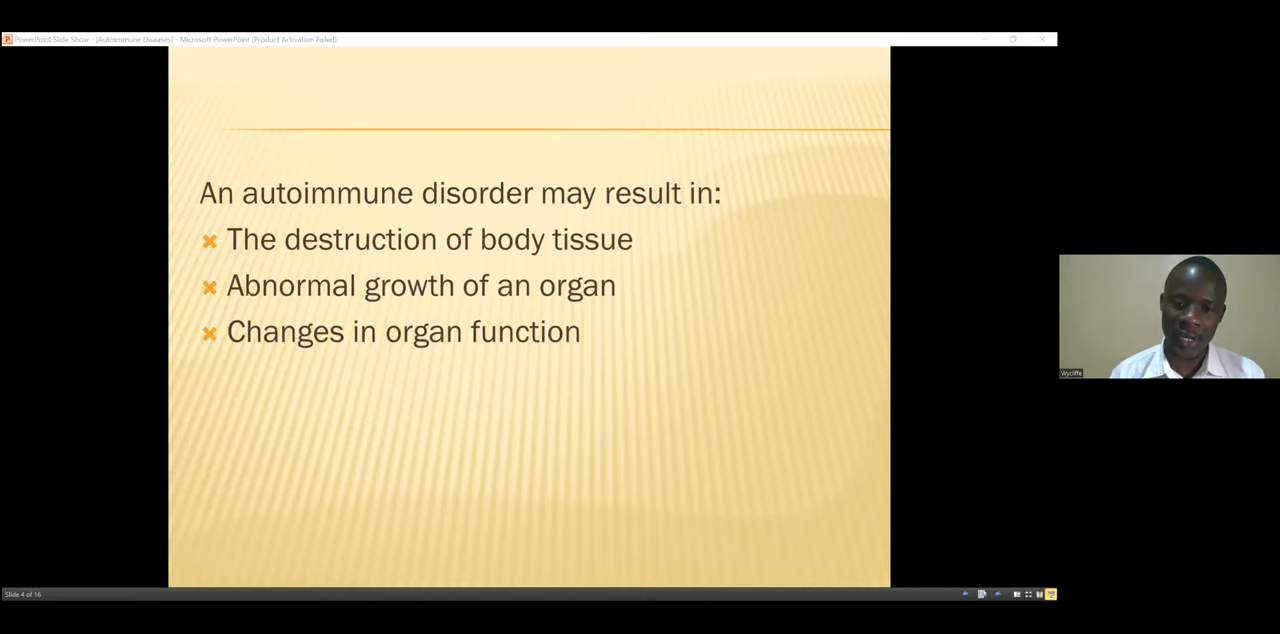 PowerPoint Slide Show - [Autoimmune Diseases] - Microsoft PowerPoint (Product Activation Failed)
An autoimmune disorder may result in:
The destruction of body tissue
Abnormal growth of an organ
Changes in organ function
Wycliffe
Slide 4 of 16